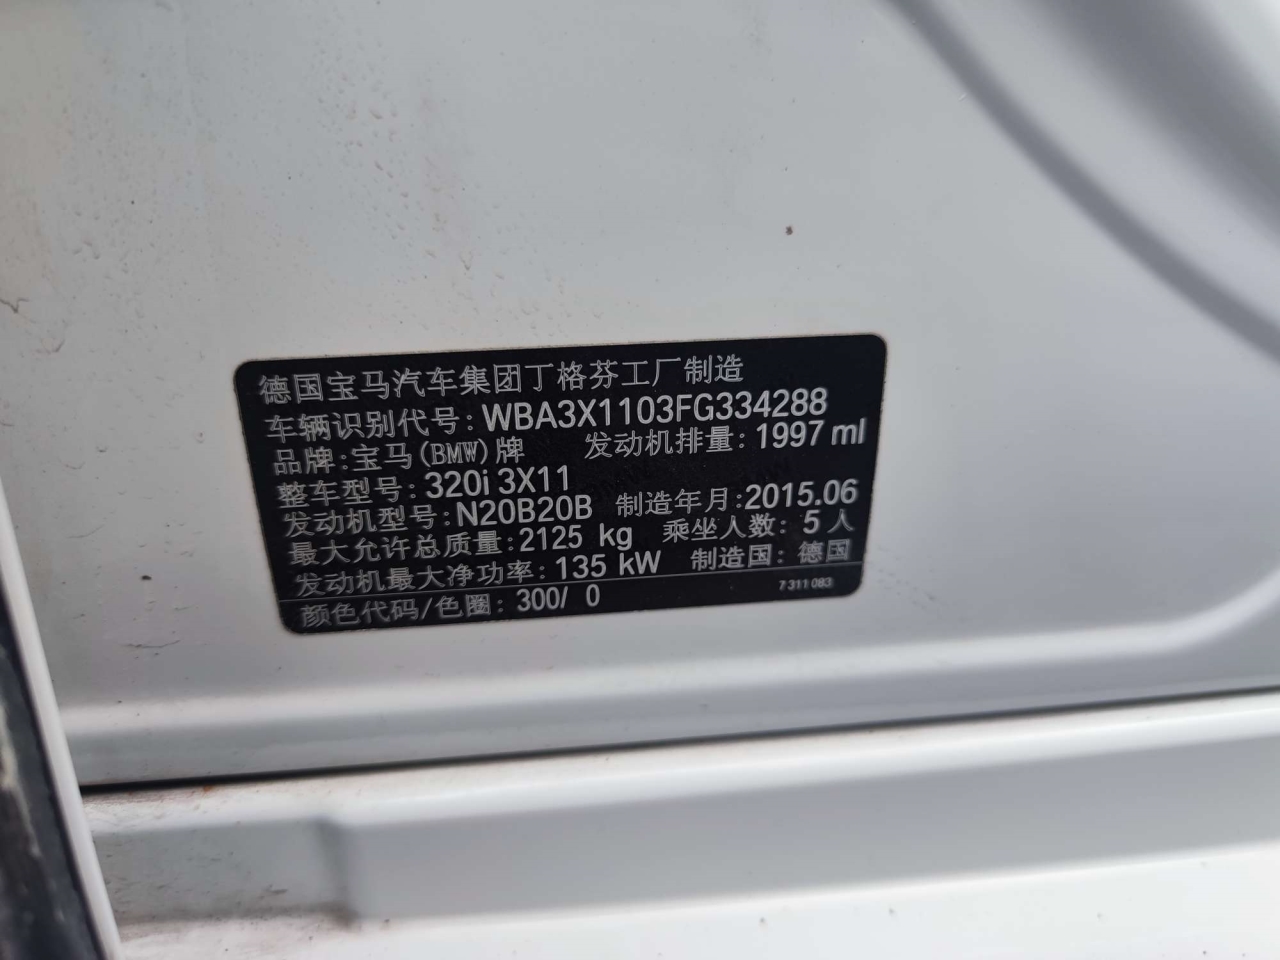 德国宝马汽车集团丁格芬工厂制造
车辆识别代号: WBA3X1103FG334288
品牌: 宝马(BMW)牌 发动机排量: 1997 ml
整车型号: 320i 3X11
发动机型号: N20B20B 制造年月: 2015.06
最大允许总质量: 2125 kg 乘坐人数: 5 人
发动机最大净功率: 135 kW 制造国: 德国
颜色代码/色圈: 300/ 0 7 311 083